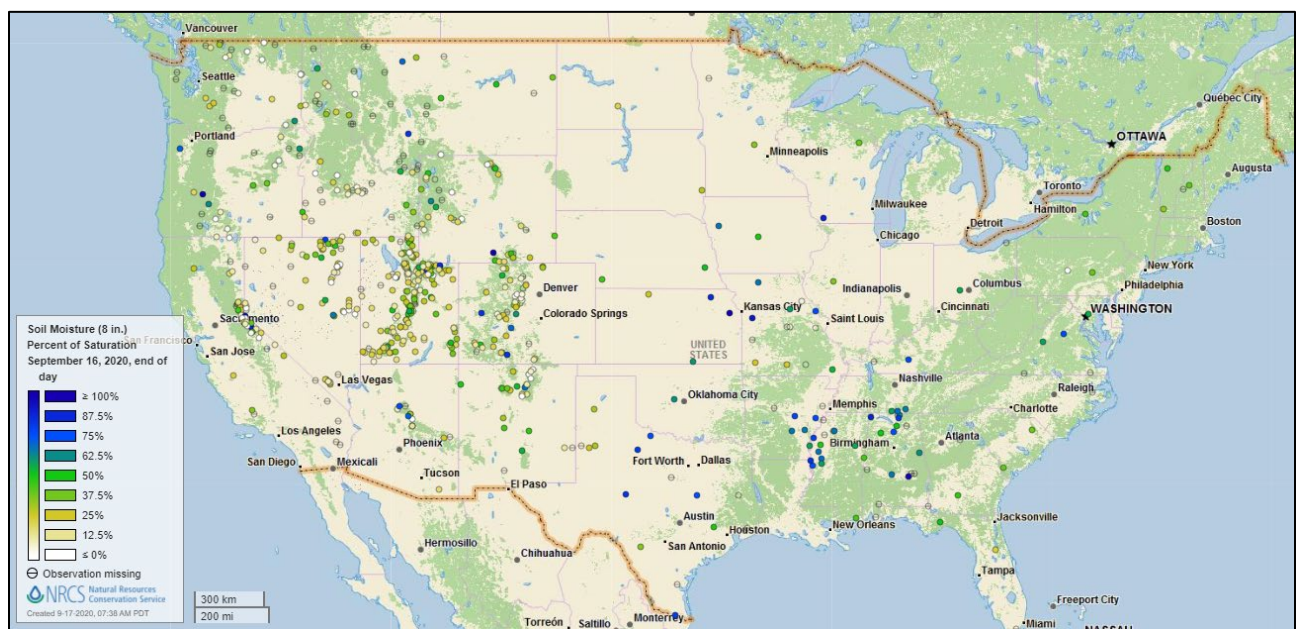 Vancouver
Seattle
Québec City
OTTAWA
Portland
Minneapolis
Augusta
Toronto
Hamilton
Milwaukee
Detroit
Boston
Chicago
New York
Denver
Indianapolis
Columbus
Philadelphia
Cincinnati
WASHINGTON
Kansas City
Colorado Springs
Saint Louis
Sacramento
San Francisco
San Jose
UNITED
STATES
Las Vegas
Nashville
Raleigh
Oklahoma City
Memphis
Charlotte
Los Angeles
Phoenix
Birmingham
Atlanta
San Diego
Mexicali
Fort Worth
Dallas
Tucson
El Paso
Austin
Houston
New Orleans
Jacksonville
San Antonio
Hermosillo
Chihuahua
Tampa
Freeport City
Monterrey
Torreón
Saltillo
Miami
NASSAU
Soil Moisture (8 in.)
Percent of Saturation
September 16, 2020, end of
day
≥ 100%
87.5%
75%
62.5%
50%
37.5%
25%
12.5%
≤ 0%
Observation missing
NRCS Natural Resources
Conservation Service
Created 9-17-2020, 07:38 AM PDT
300 km
200 mi